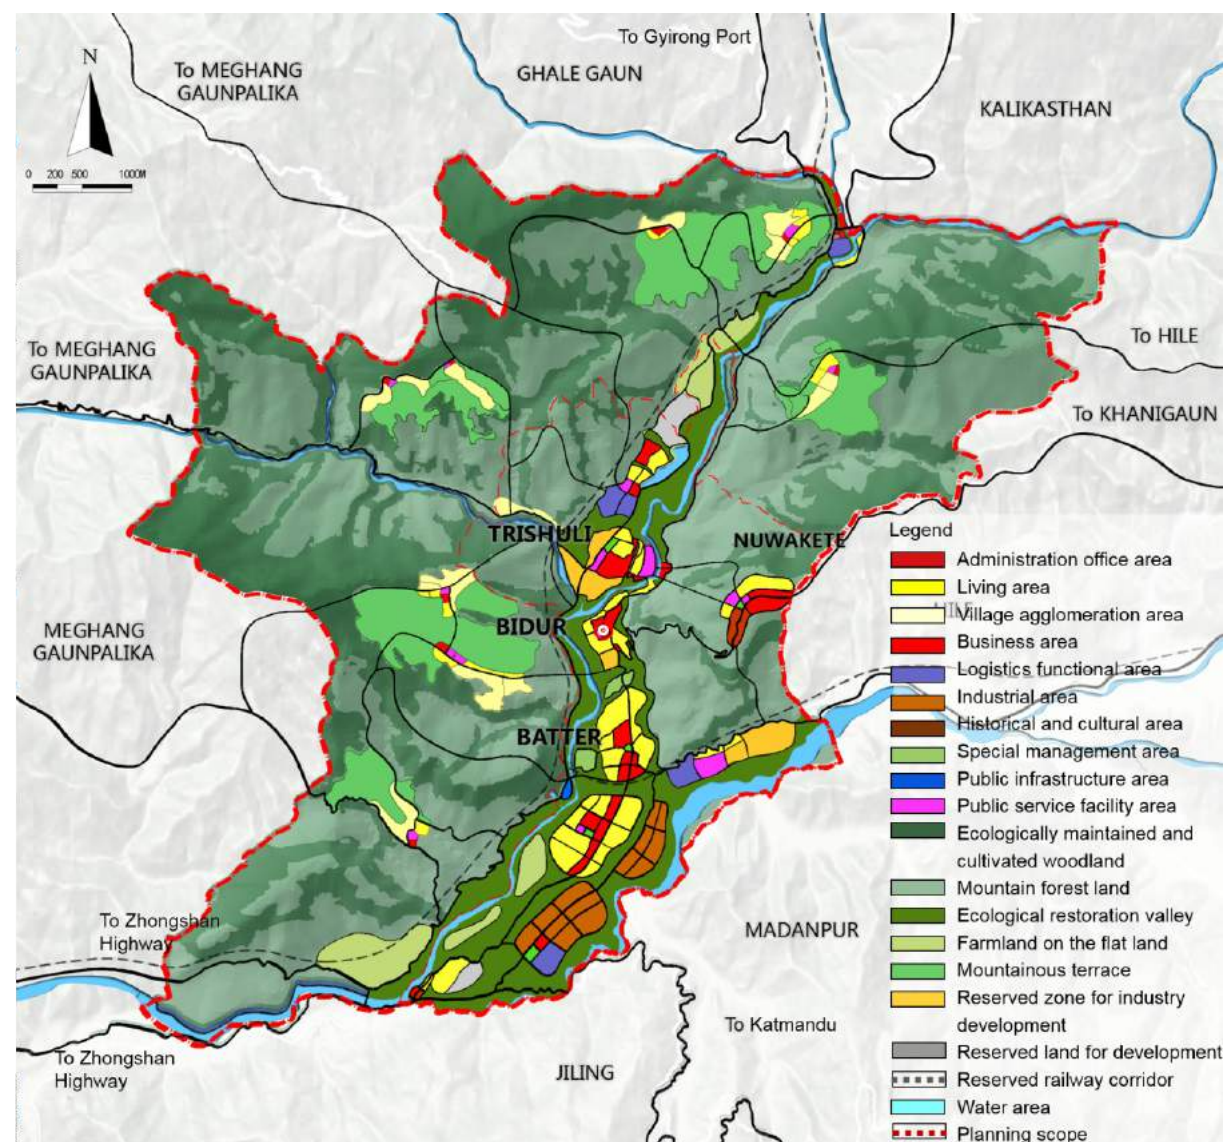 To Gyirong Port
N
To MEGHANG
GAUNPALIKA
GHALE GAUN
KALIKASTHAN
0 200 500 1000M
To MEGHANG
GAUNPALIKA
To HILE
To KHANIGAUN
TRISHULI
NUWAKETE
BIDUR
MEGHANG
GAUNPALIKA
BATTER
To Zhongshan
Highway
MADANPUR
To Katmandu
To Zhongshan
Highway
JILING
HILE
Legend
Administration office area
Living area
Village agglomeration area
Business area
Logistics functional area
Industrial area
Historical and cultural area
Special management area
Public infrastructure area
Public service facility area
Ecologically maintained and
cultivated woodland
Mountain forest land
Ecological restoration valley
Farmland on the flat land
Mountainous terrace
Reserved zone for industry
development
Reserved land for development
Reserved railway corridor
Water area
Planning scope